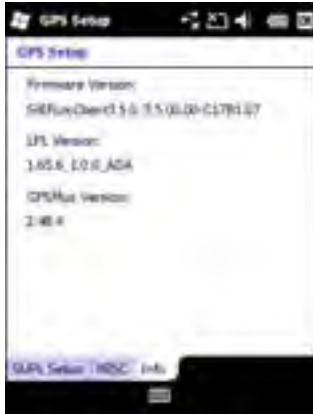 GPS Setup
GPS Setup
Firmware Version:
LPL Version:
1.65.6_1.0.0_ADA
GPSMux Version:
2.48.4
SUPL Setup MISC Info